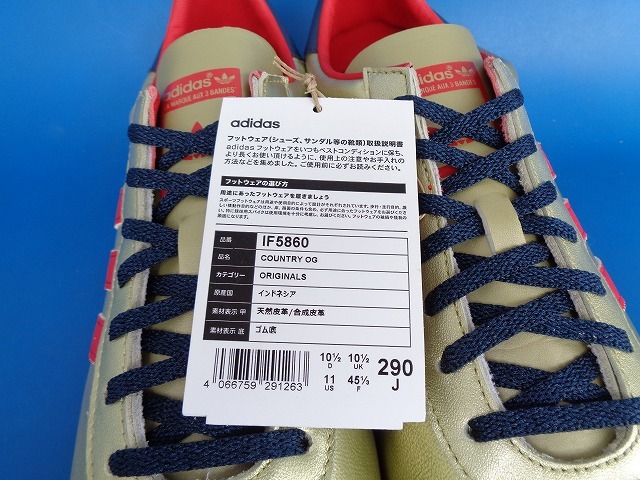 adidas
LA MARQUE AUX 3 BANDES
adidas
A MARQUE AUX 3 BANDES
adidas
フットウェア(シューズ、サンダル等の靴類)取扱説明書
adidas フットウェアをいつもベストコンディションに保ち、
より長くお使い頂けるように、使用上の注意やお手入れの
方法などを集めました。ご使用前に必ずお読みください。
フットウェアの選び方
用途にあったフットウェアを履きましょう
品番 IF5860
品名 COUNTRY OG
カテゴリー ORIGINALS
原産国 インドネシア
素材表示 甲 天然皮革/合成皮革
素材表示 底 ゴム底
10½ D 10½ UK 290 J
11 US 45⅓ F
4 066759 291263